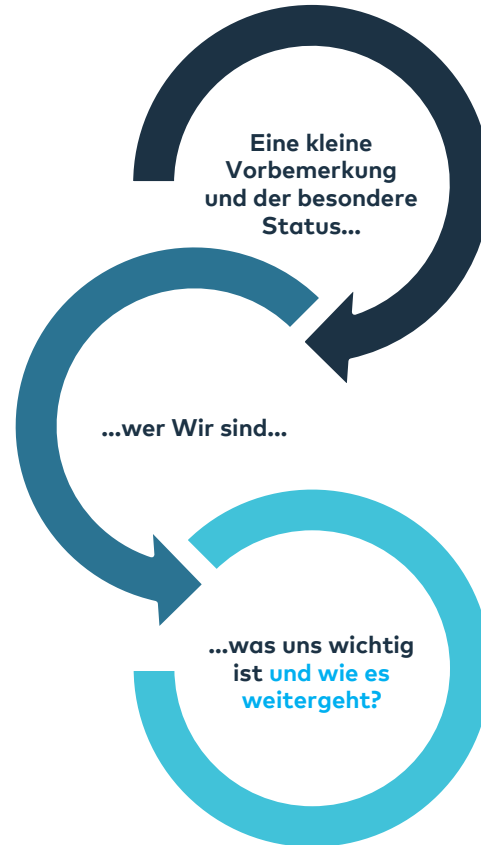 Eine kleine
Vorbemerkung
und der besondere
Status...
...wer Wir sind...
...was uns wichtig
ist und wie es
weitergeht?